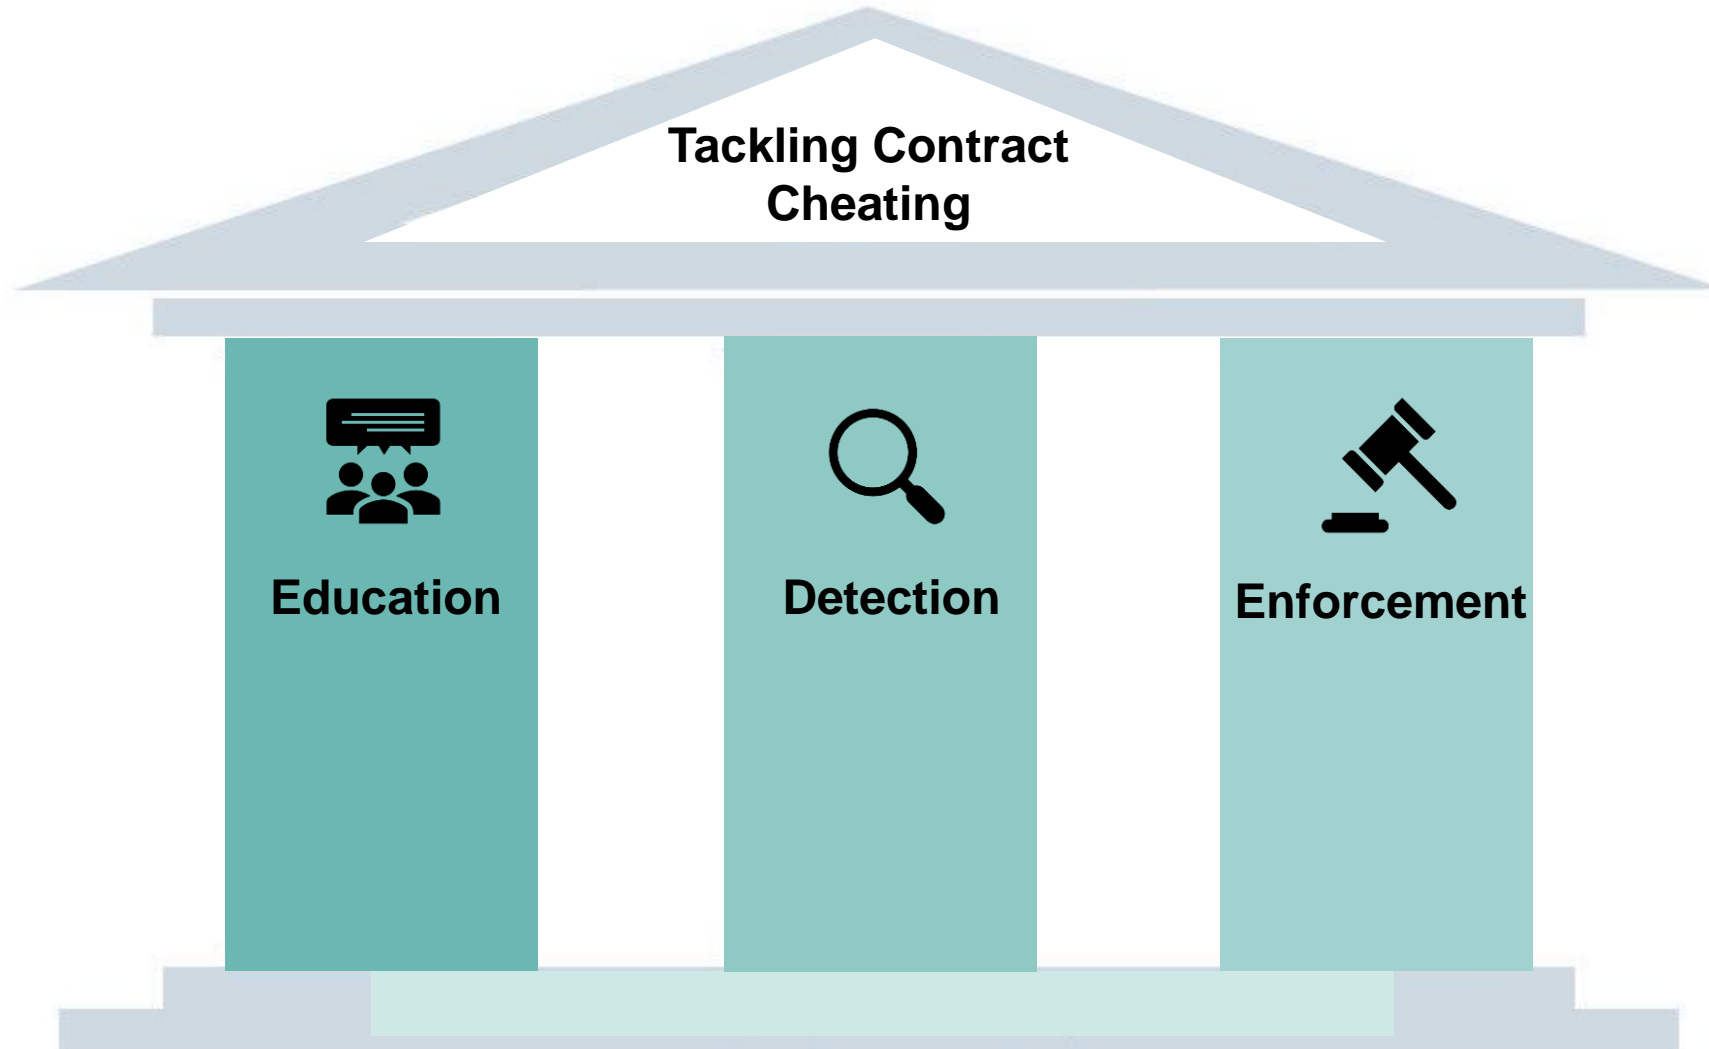 Tackling Contract
Cheating
Education
Detection
Enforcement